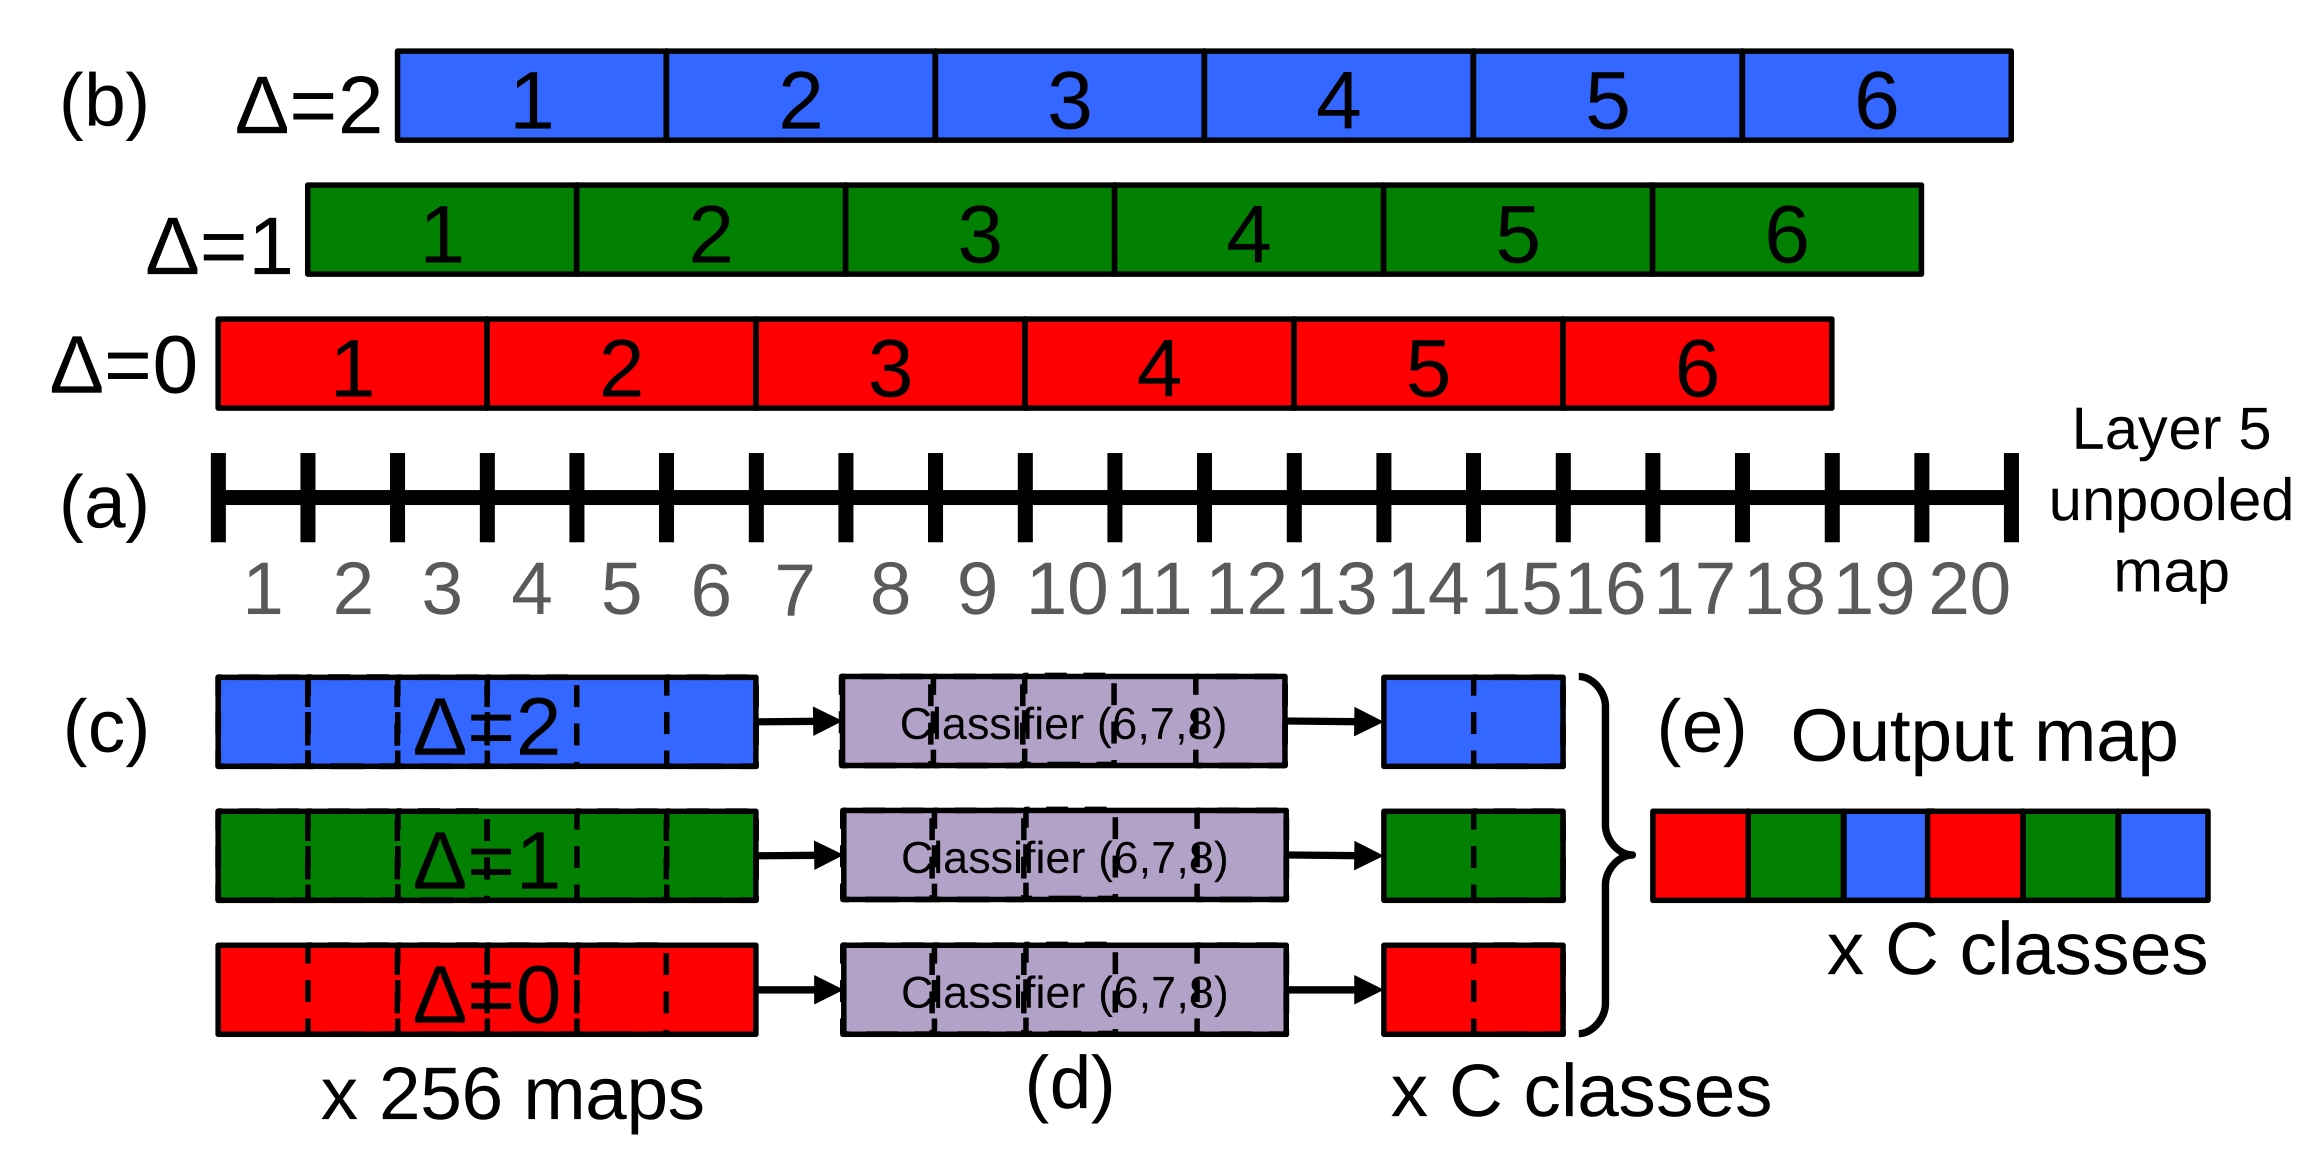 (b) Δ=2 1 2 3 4 5 6
Δ=1 1 2 3 4 5 6
Δ=0 1 2 3 4 5 6
(a)
Layer 5
unpooled
map
1 2 3 4 5 6 7 8 9 10 11 12 13 14 15 16 17 18 19 20
(c) Δ=2 Classifier (6,7,8)
(e) Output map
Δ=1 Classifier (6,7,8)
x C classes
Δ=0 Classifier (6,7,8)
x 256 maps
(d)
x C classes